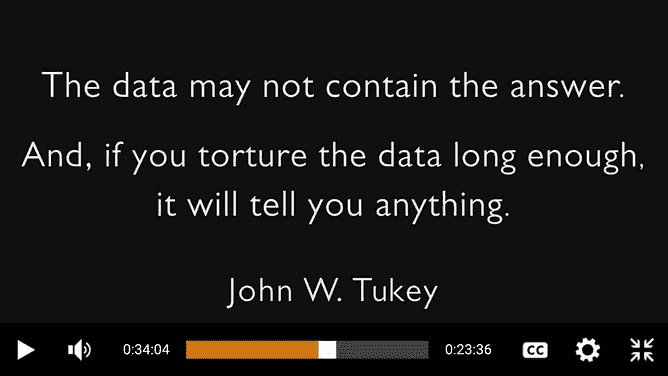 The data may not contain the answer.
And, if you torture the data long enough,
it will tell you anything.
John W. Tukey
0:34:04
0:23:36
CC